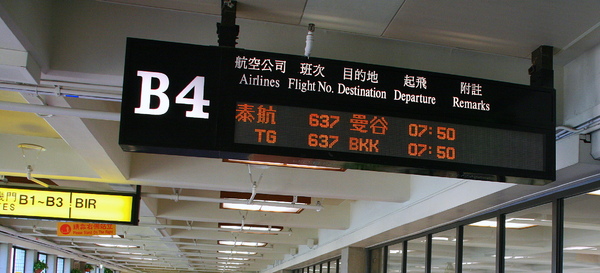 B4
航空公司 班次 目的地 起飛 附註
Airlines Flight No. Destination Departure Remarks
泰航 637 曼谷 07:50
TG 637 BKK 07:50
門
B1~B3 BIR